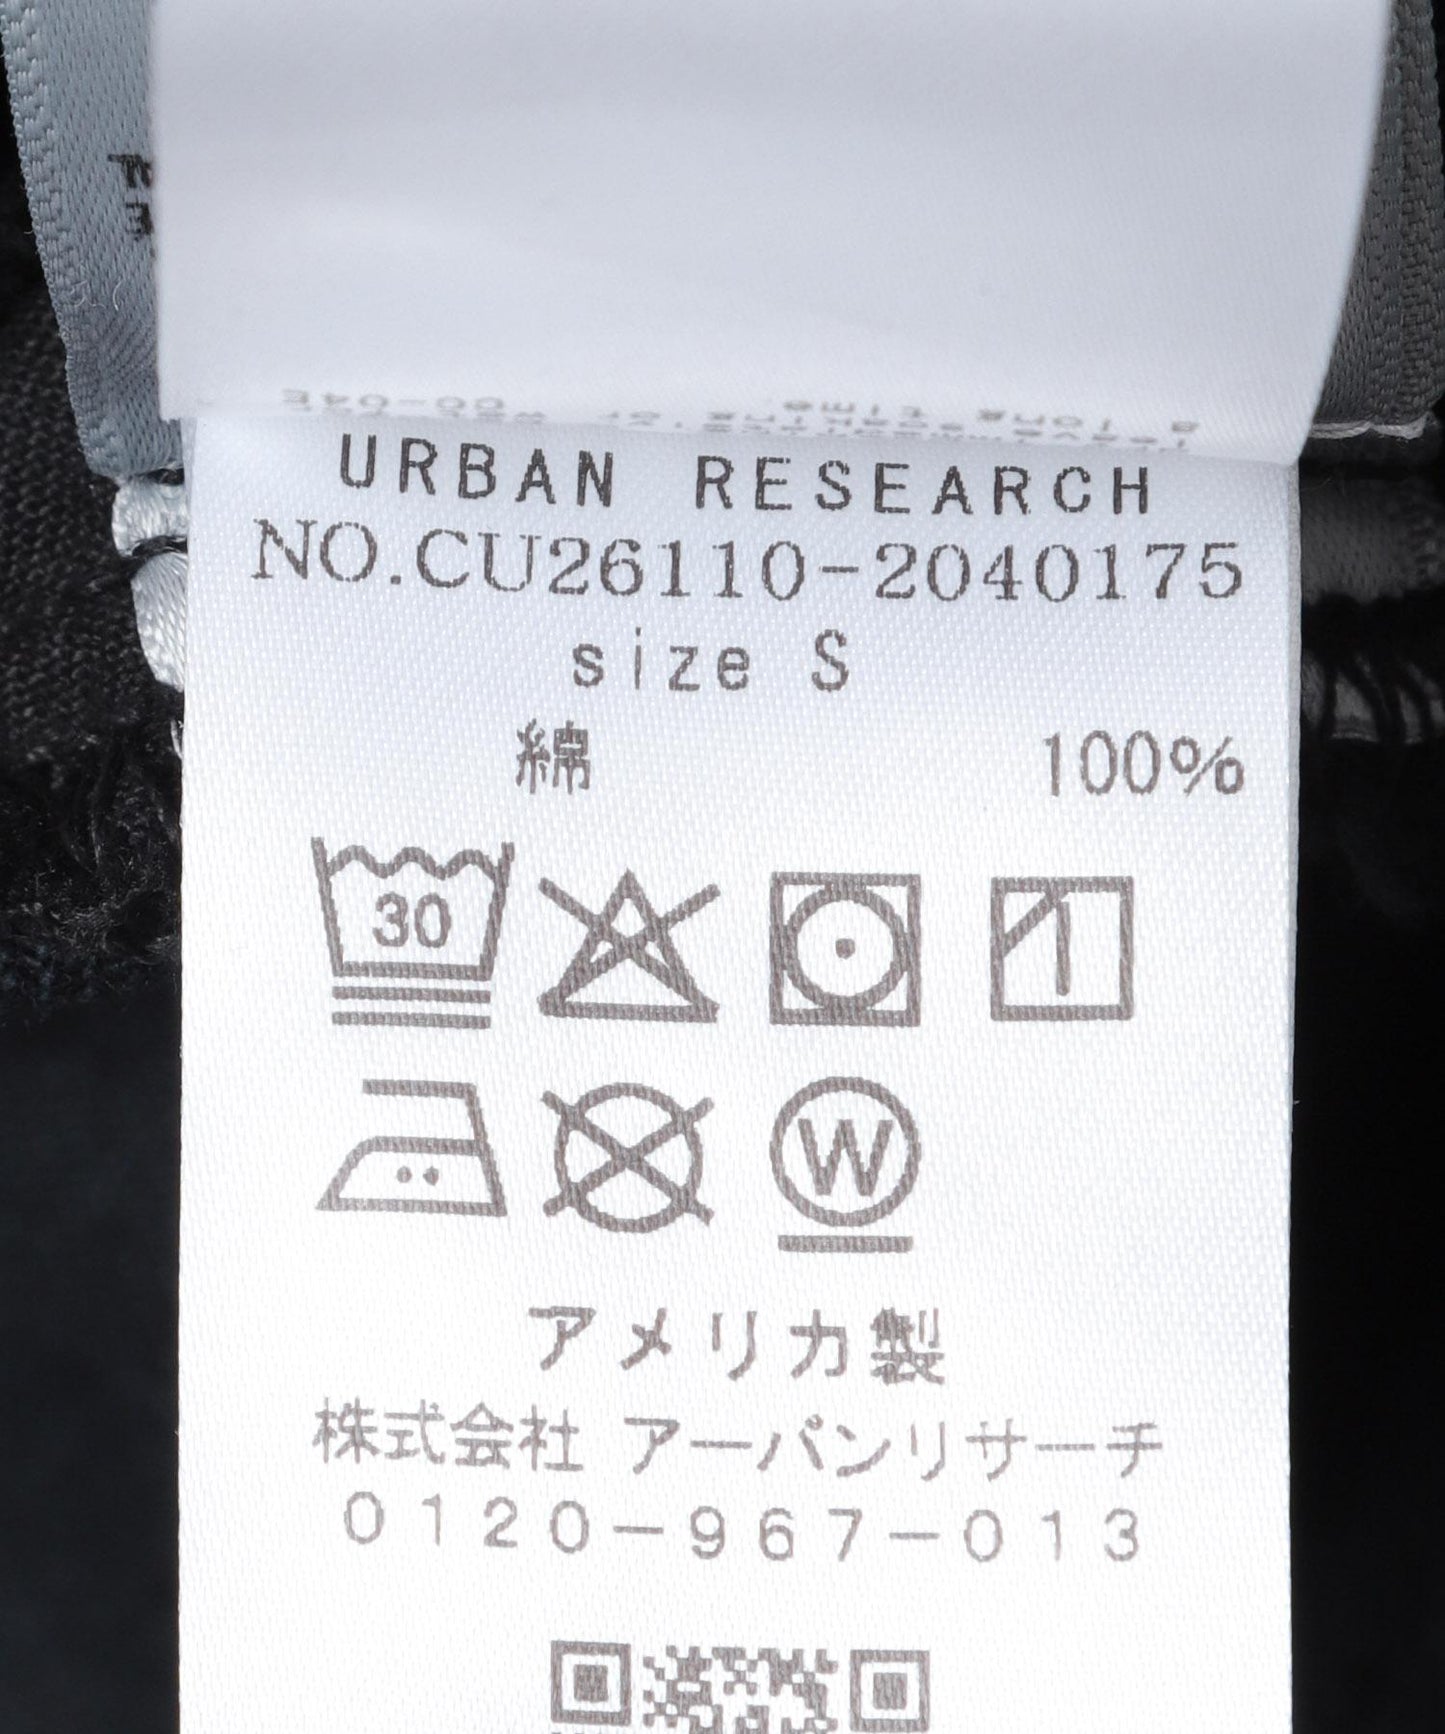 URBAN RESEARCH
NO.CU26110-2040175
size S
綿 100%
30
W
アメリカ製
株式会社 アーバンリサーチ
0120-967-013